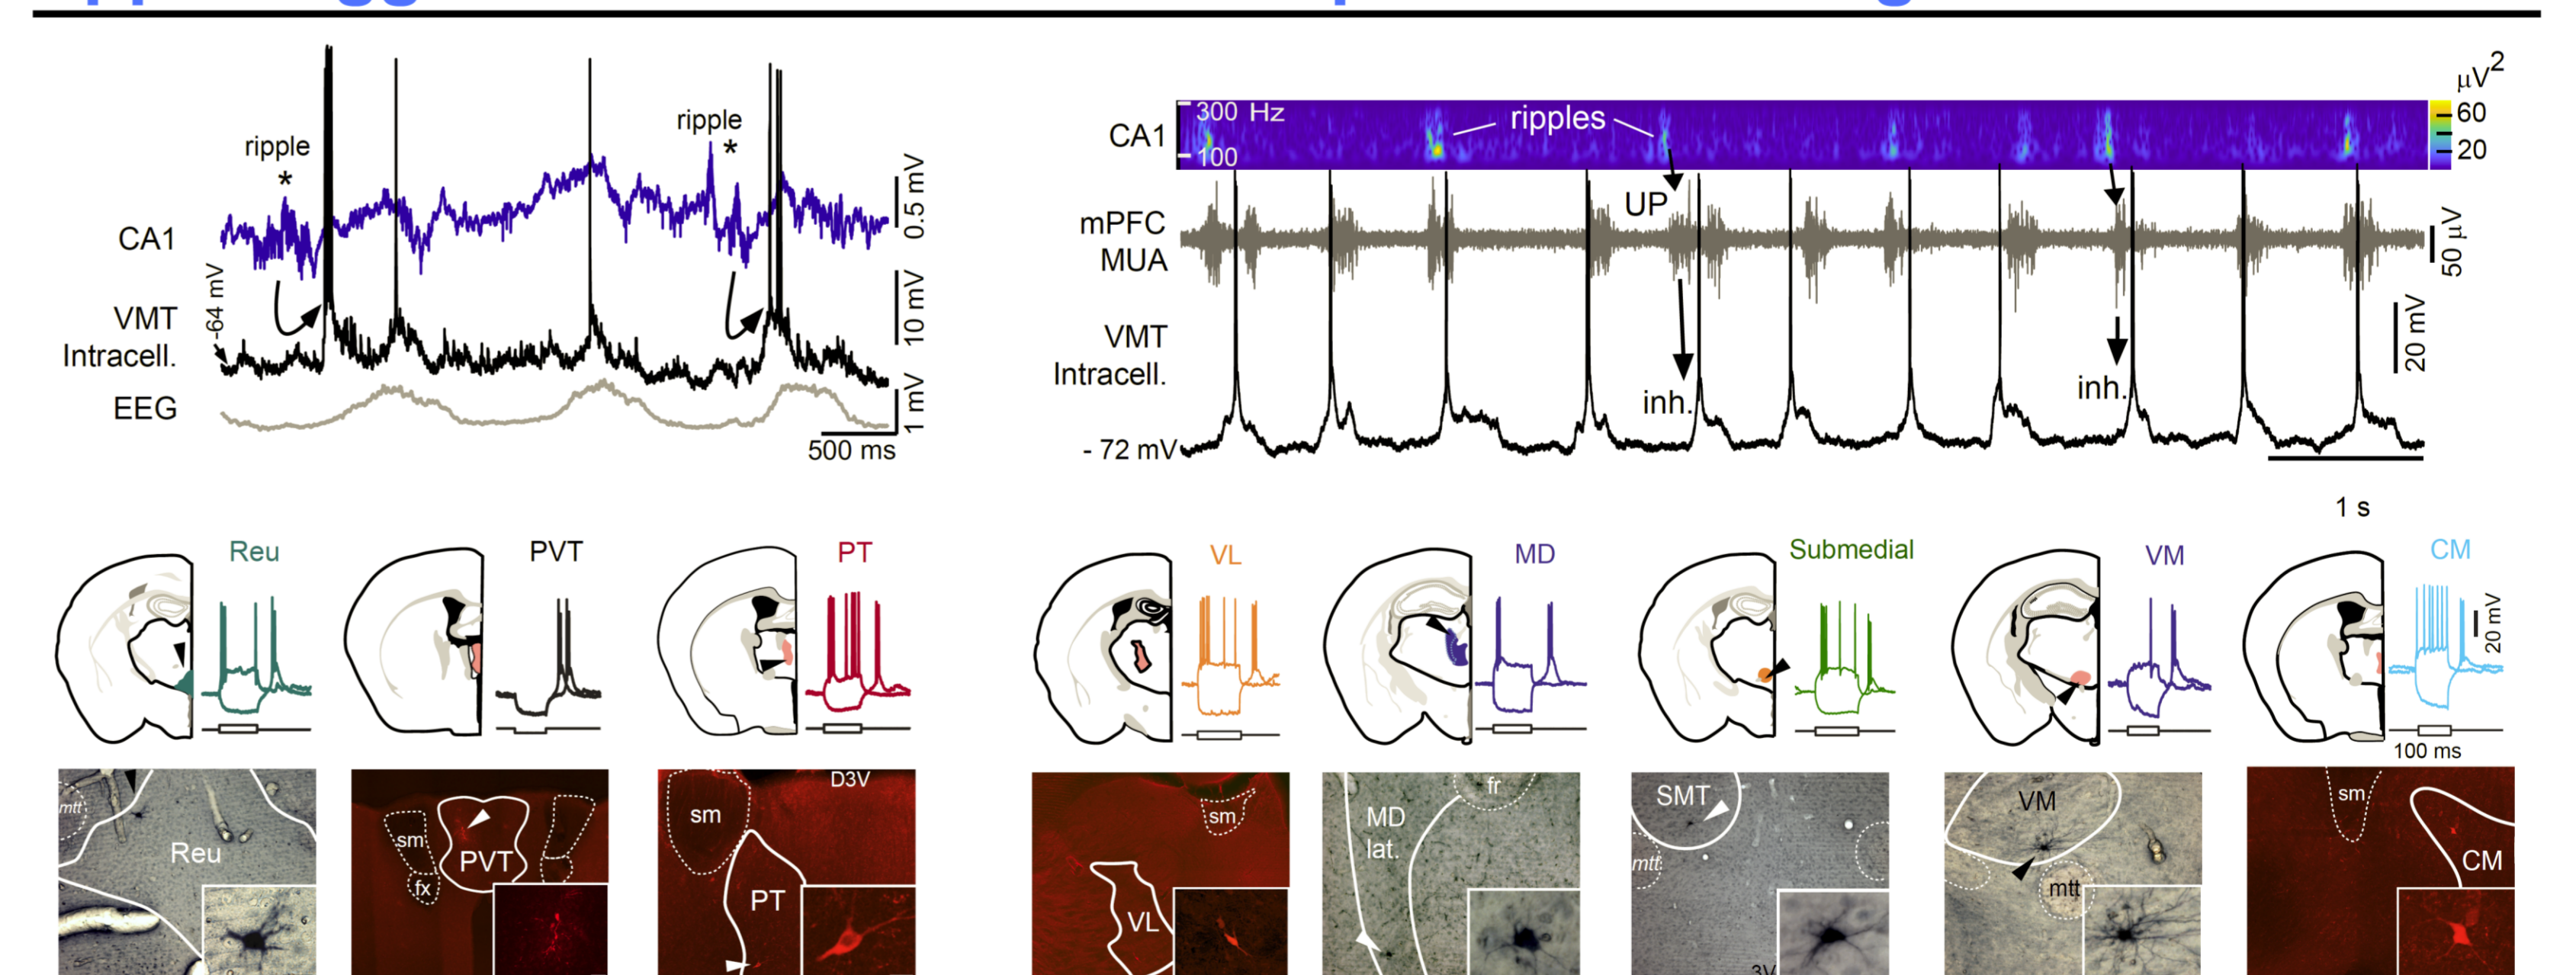 ripple
*
ripple
*
CA1
0.5 mV
-64 mV
VMT
Intracell.
10 mV
EEG
1 mV
500 ms
µV2
300 Hz
ripples
60
CA1
100
20
UP
mPFC
MUA
50 µV
VMT
Intracell.
20 mV
inh.
inh.
- 72 mV
1 s
Reu
PVT
PT
VL
MD
Submedial
VM
CM
20 mV
100 ms
mtt
Reu
sm
PVT
fx
D3V
sm
PT
sm
VL
fr
MD
lat.
SMT
mtt
3V
VM
mtt
sm
CM